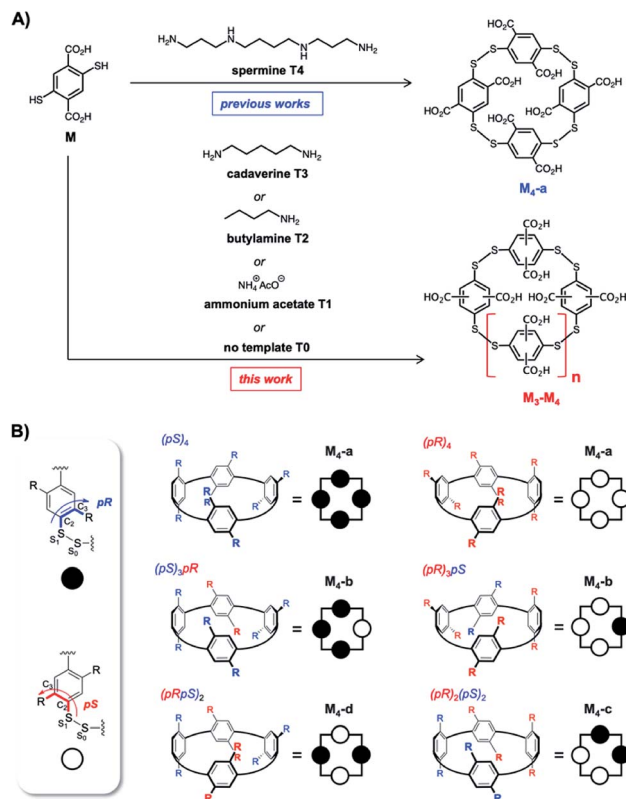 A)
CO₂H
SH
HS
CO₂H
M
H₂N
H
N
N
H
NH₂
spermine T4
previous works
H₂N
NH₂
cadaverine T3
or
NH₂
butylamine T2
or
NH₄⊕ AcO⊖
ammonium acetate T1
or
no template T0
this work
HO₂C
S-S
CO₂H
S
S
HO₂C
CO₂H
CO₂H
HO₂C
HO₂C
CO₂H
S
S
S-S
HO₂C
CO₂H
M₄-a
CO₂H
S-S
CO₂H
S
S
HO₂C
CO₂H
HO₂C
CO₂H
CO₂H
S
S
S-S
CO₂H
n
M₃-M₄
B)
R
pR
C₃
C₂
R
S₁
S
S
S₀
R
C₃
pS
R
C₂
S₁
S
S
S₀
(pS)₄
R
R
R
R
R
R
R
R
=
M₄-a
(pR)₄
R
R
R
R
R
R
R
R
=
M₄-a
(pS)₃pR
R
R
R
R
R
R
R
R
=
M₄-b
(pR)₃pS
R
R
R
R
R
R
R
R
=
M₄-b
(pRpS)₂
R
R
R
R
R
R
R
R
=
M₄-d
(pR)₂(pS)₂
R
R
R
R
R
R
R
R
=
M₄-c